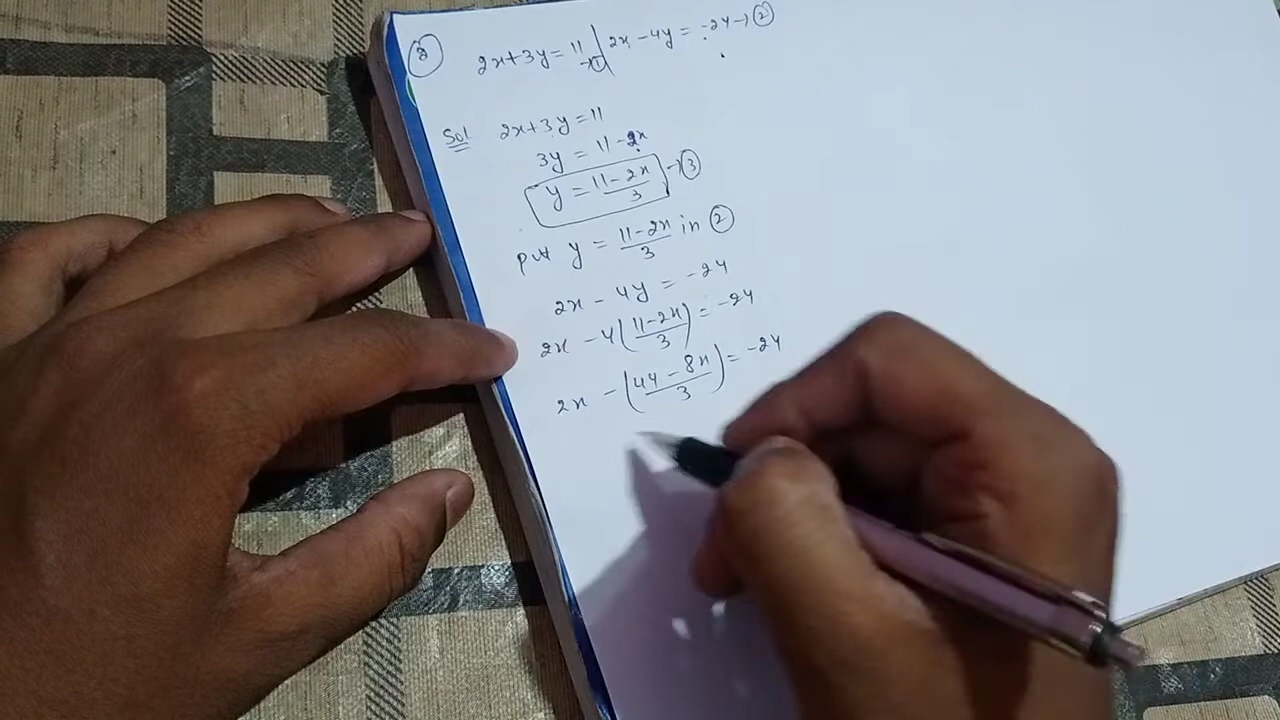 ③ 2x+3y=11 →① | 2x-4y=-24→②
Sol 2x+3y=11
3y = 11-2x
y = 11-2x/3 →③
put y = 11-2x/3 in ②
2x - 4y = -24
2x - 4(11-2x/3) = -24
2x - (44-8x/3) = -24